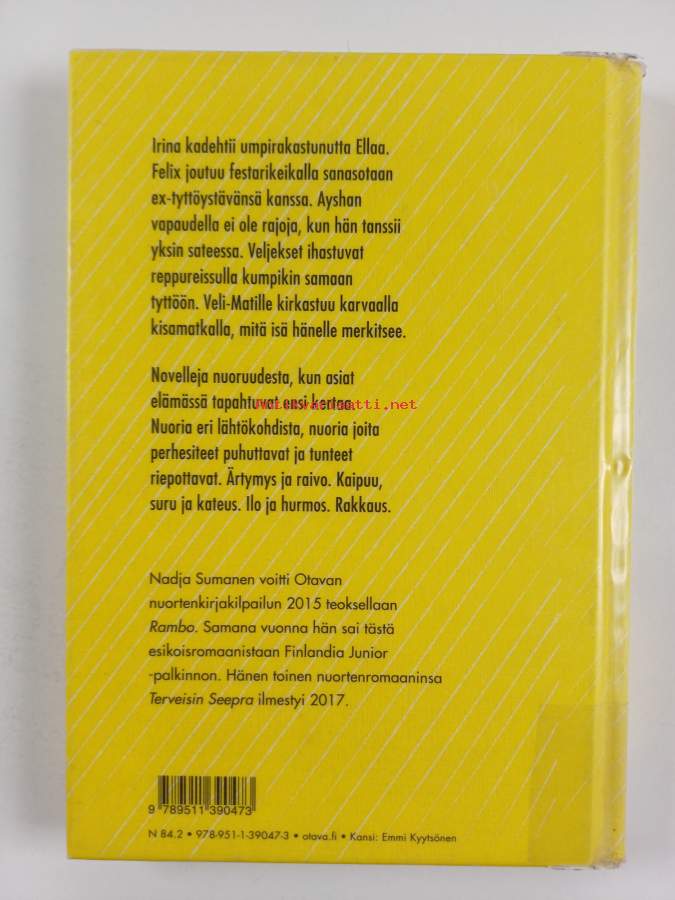 Irina kadehtii umpirakastunutta Ellaa.
Felix joutuu festarikeikalla sanasotaan
ex-tyttöystävänsä kanssa. Ayshan
vapaudella ei ole rajoja, kun hän tanssii
yksin sateessa. Veljekset ihastuvat
reppureissulla kumpikin samaan
tyttöön. Veli-Matille kirkastuu karvaalla
kisamatkalla, mitä isä hänelle merkitsee.
Novelleja nuoruudesta, kun asiat
elämässä tapahtuvat ensi kertaa.
Nuoria eri lähtökohdista, nuoria joita
perhesiteet puhuttavat ja tunteet
riepottavat. Ärtymys ja raivo. Kaipuu,
suru ja kateus. Ilo ja hurmos. Rakkaus.
Nadja Sumanen voitti Otavan
nuortenkirjakilpailun 2015 teoksellaan
Rambo. Samana vuonna hän sai tästä
esikoisromaanistaan Finlandia Junior
-palkinnon. Hänen toinen nuortenromaaninsa
Terveisin Seepra ilmestyi 2017.
9 789511 390473
N 84.2 • 978-951-1-39047-3 • otava.fi • Kansi: Emmi Kyytsönen